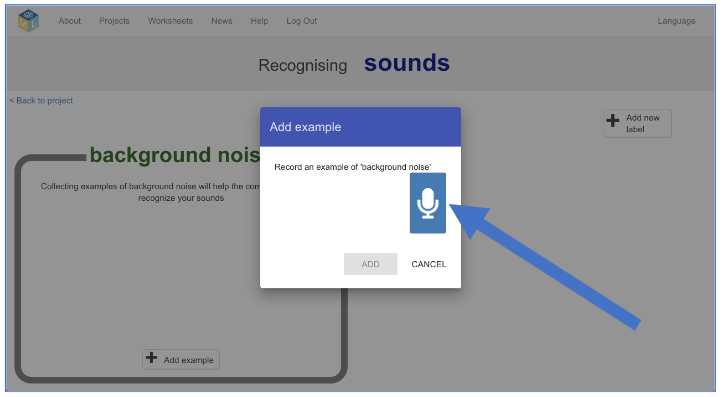 About Projects Worksheets News Help Log Out Language
Recognising sounds
< Back to project
Add new
label
Add example
background nois
Record an example of 'background noise'
Collecting examples of background noise will help the com
recognize your sounds
ADD CANCEL
Add example